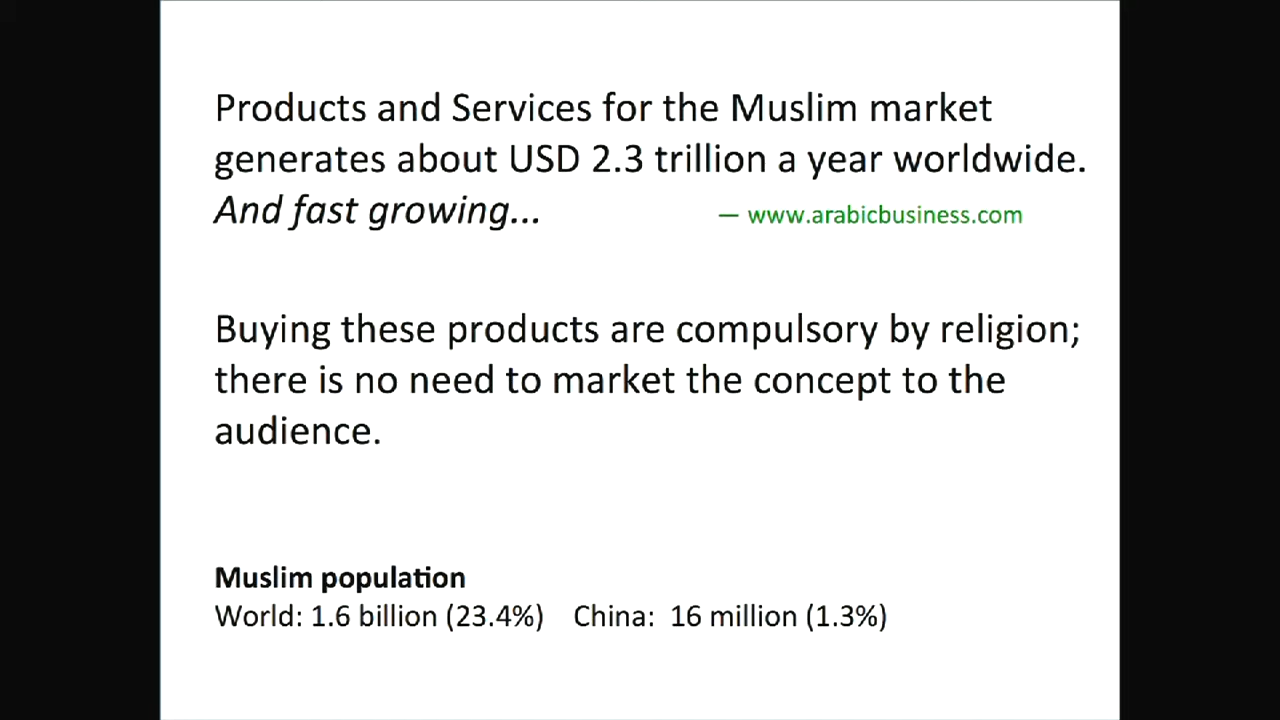 Products and Services for the Muslim market
generates about USD 2.3 trillion a year worldwide.
And fast growing... — www.arabicbusiness.com
Buying these products are compulsory by religion;
there is no need to market the concept to the
audience.
Muslim population
World: 1.6 billion (23.4%) China: 16 million (1.3%)